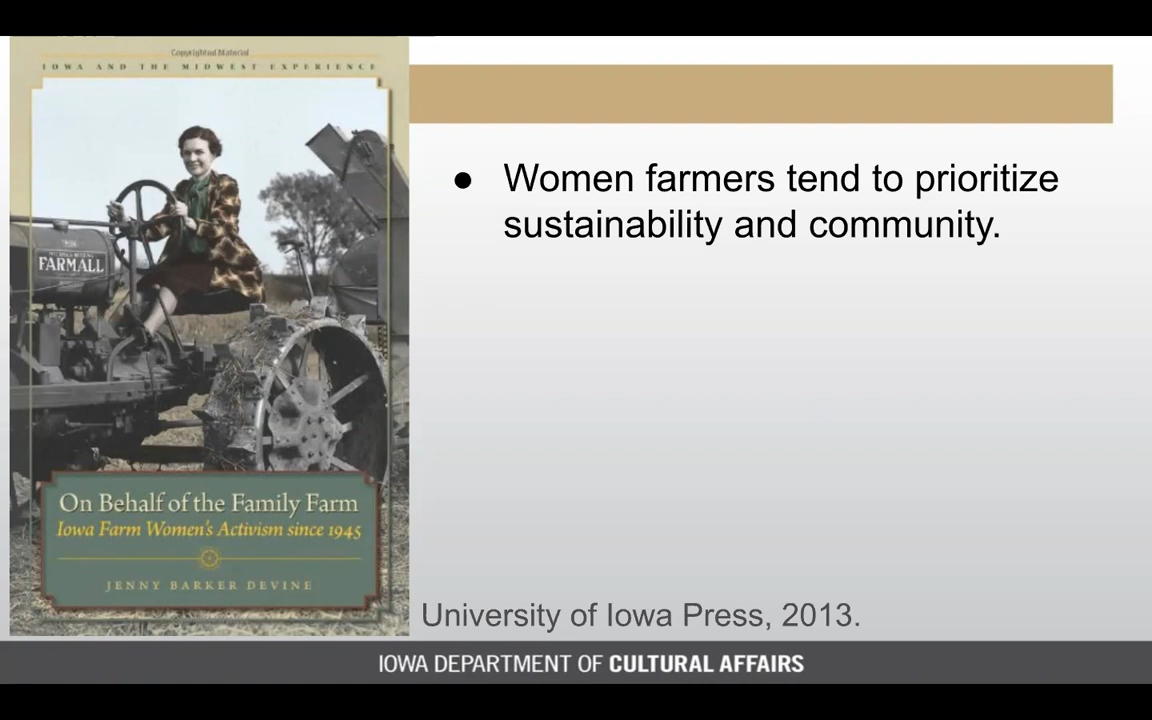 Copyrighted Material
IOWA AND THE MIDWEST EXPERIENCE
FARMALL
On Behalf of the Family Farm
Iowa Farm Women's Activism since 1945
JENNY BARKER DEVINE
● Women farmers tend to prioritize
sustainability and community.
University of Iowa Press, 2013.
IOWA DEPARTMENT OF CULTURAL AFFAIRS